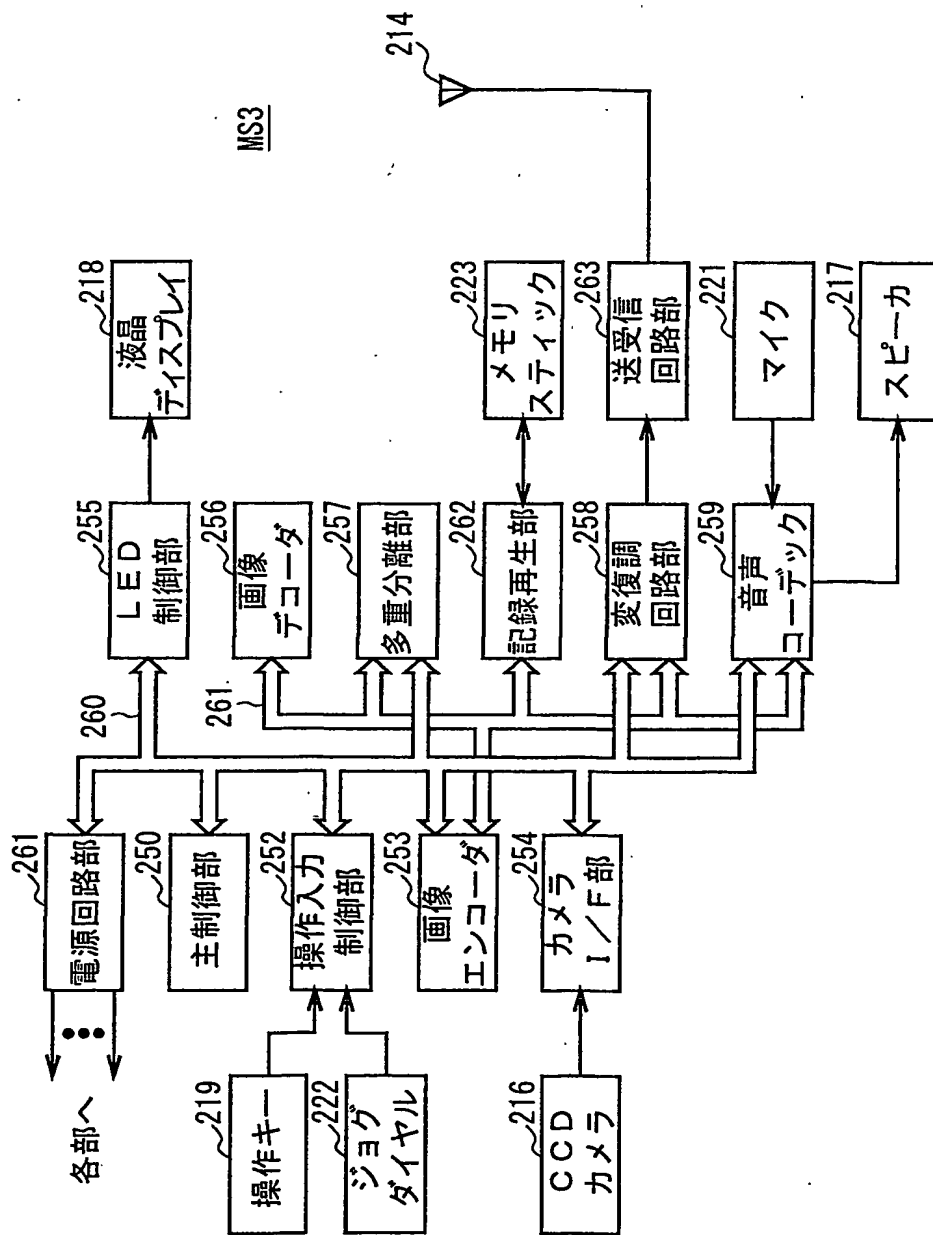 216
CCD
カメラ
222
ジョグ
ダイヤル
219
操作キー
各部へ
•••
254
カメラ
I/F部
253
画像
エンコーダ
252
操作入力
制御部
250
主制御部
261
電源回路部
261
260
259
音声
コーデック
258
変復調
回路部
262
記録再生部
257
多重分離部
256
画像
デコーダ
255
LED
制御部
217
スピーカ
221
マイク
263
送受信
回路部
223
メモリ
スティック
218
液晶
ディスプレイ
MS3
214